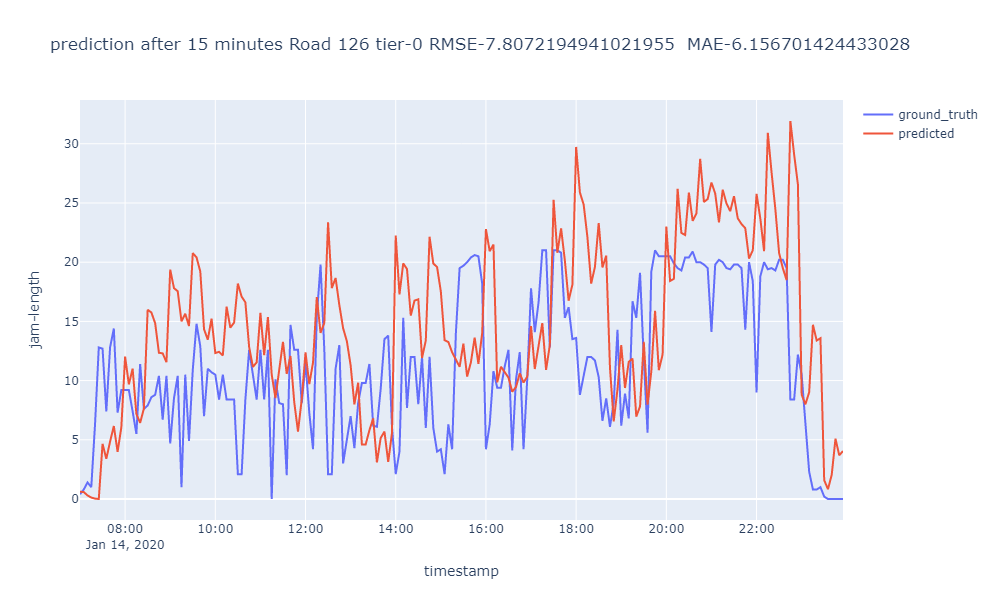 prediction after 15 minutes Road 126 tier-0 RMSE-7.8072194941021955  MAE-6.156701424433028
ground_truth
predicted
jam-length
30
25
20
15
10
5
0
08:00 10:00 12:00 14:00 16:00 18:00 20:00 22:00
Jan 14, 2020
timestamp